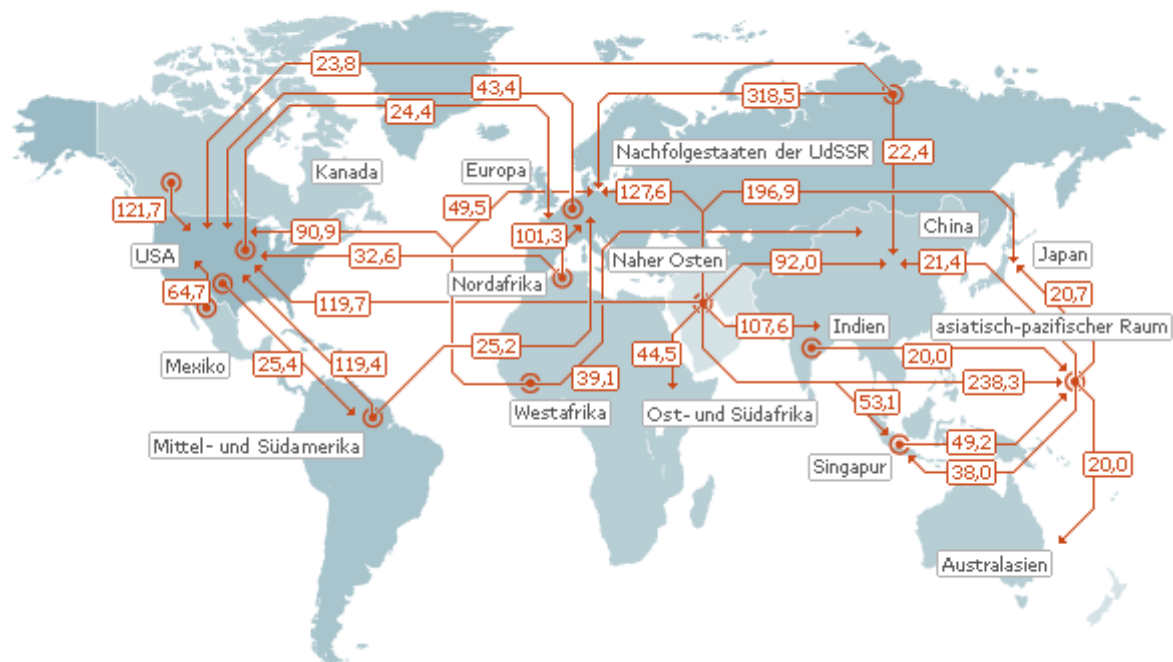 23,8
43,4
318,5
24,4
Nachfolgestaaten der UdSSR
22,4
Kanada
Europa
127,6
196,9
121,7
49,5
90,9
101,3
China
USA
32,6
Naher Osten
92,0
21,4
Japan
Nordafrika
64,7
119,7
20,7
107,6
Indien
asiatisch-pazifischer Raum
Mexiko
25,4
119,4
25,2
44,5
20,0
39,1
238,3
Westafrika
Ost- und Südafrika
53,1
Mittel- und Südamerika
49,2
Singapur
38,0
20,0
Australasien